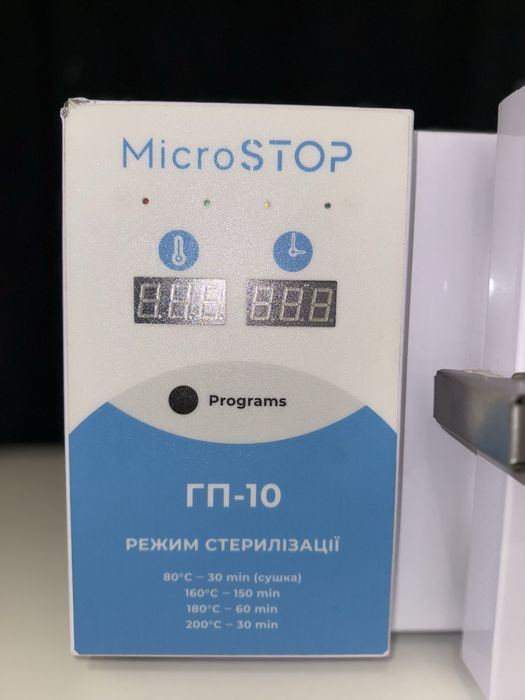 MicroSTOP
Programs
ГП-10
РЕЖИМ СТЕРИЛІЗАЦІЇ
80°C – 30 min (сушка)
160°C – 150 min
180°C – 60 min
200°C – 30 min